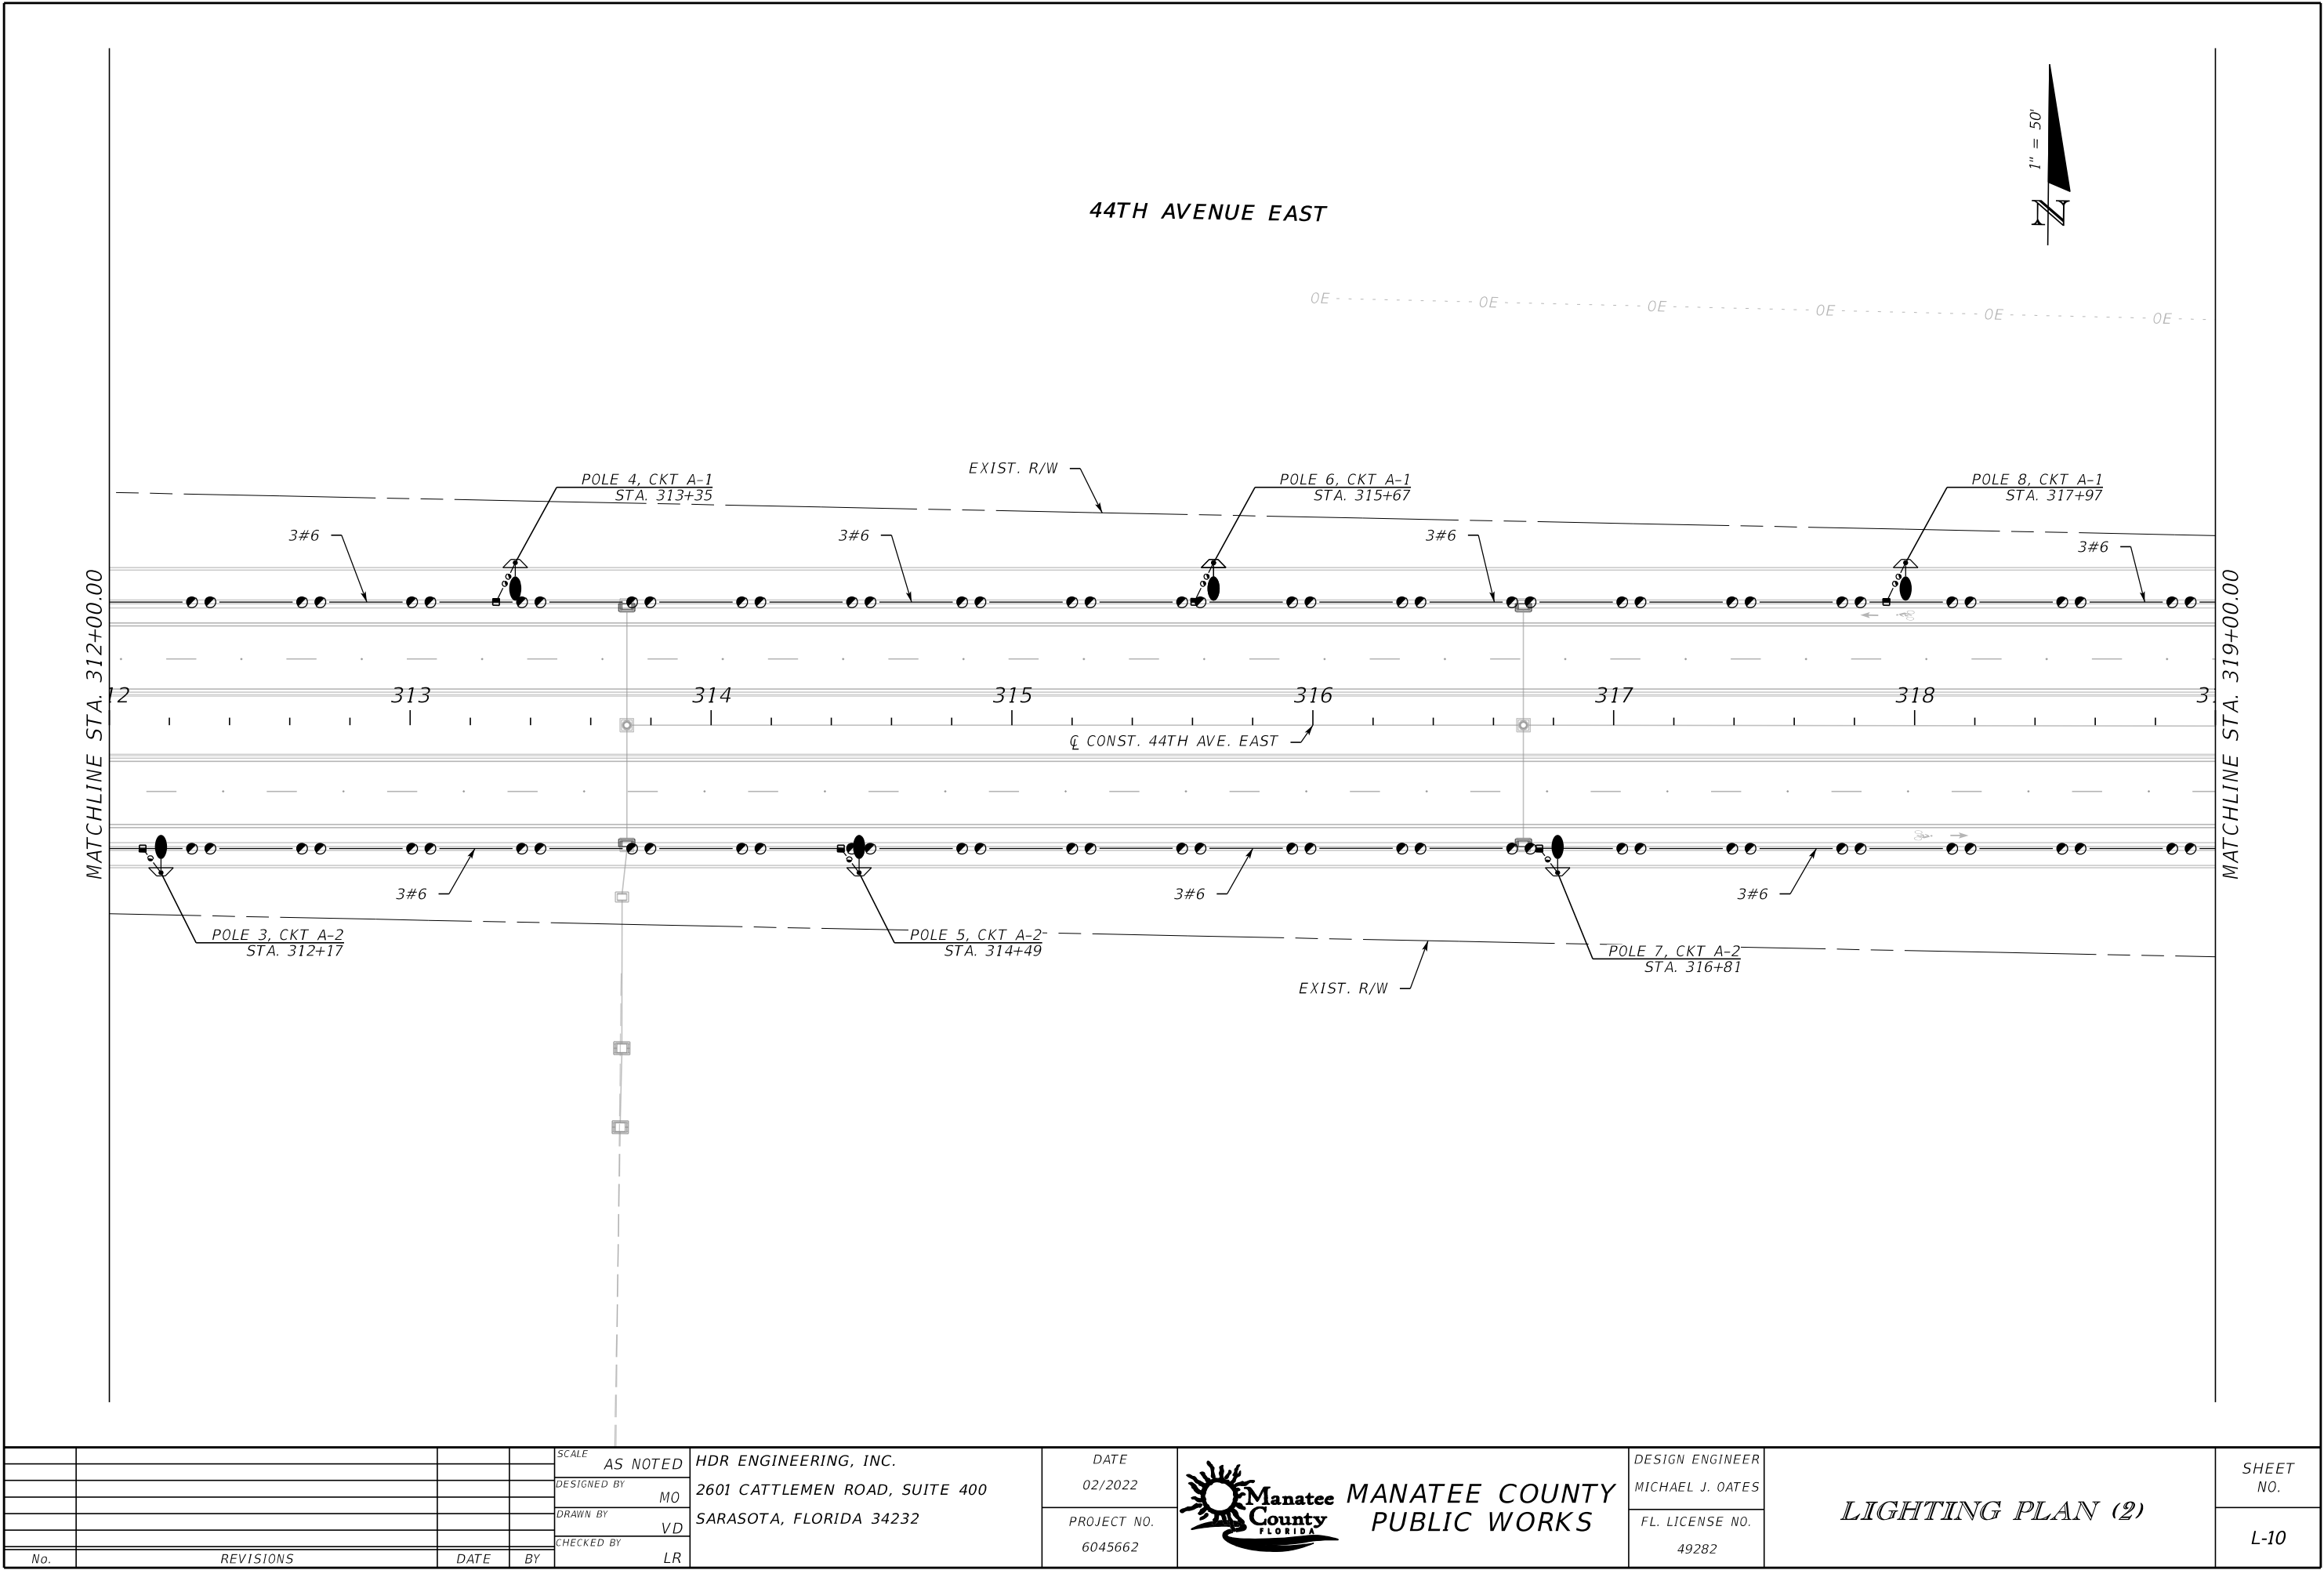 1" = 50'
N
44TH AVENUE EAST
OE OE OE OE OE OE
EXIST. R/W
POLE 4, CKT A-1
STA. 313+35
POLE 6, CKT A-1
STA. 315+67
POLE 8, CKT A-1
STA. 317+97
3#6 3#6 3#6 3#6
MATCHLINE STA. 312+00.00
MATCHLINE STA. 319+00.00
12 313 314 315 316 317 318 3
℄ CONST. 44TH AVE. EAST
3#6 3#6 3#6
POLE 3, CKT A-2
STA. 312+17
POLE 5, CKT A-2
STA. 314+49
POLE 7, CKT A-2
STA. 316+81
EXIST. R/W
No. REVISIONS DATE BY
SCALE
AS NOTED
DESIGNED BY
MO
DRAWN BY
VD
CHECKED BY
LR
HDR ENGINEERING, INC.
2601 CATTLEMEN ROAD, SUITE 400
SARASOTA, FLORIDA 34232
DATE
02/2022
PROJECT NO.
6045662
Manatee
County
FLORIDA
MANATEE COUNTY
PUBLIC WORKS
DESIGN ENGINEER
MICHAEL J. OATES
FL. LICENSE NO.
49282
LIGHTING PLAN (2)
SHEET
NO.
L-10